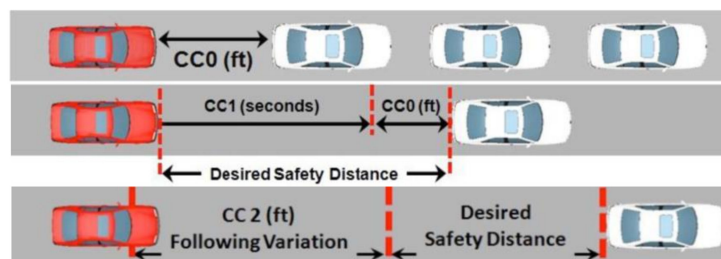 CC0 (ft)
CC1 (seconds)
CC0 (ft)
Desired Safety Distance
CC 2 (ft)
Following Variation
Desired
Safety Distance